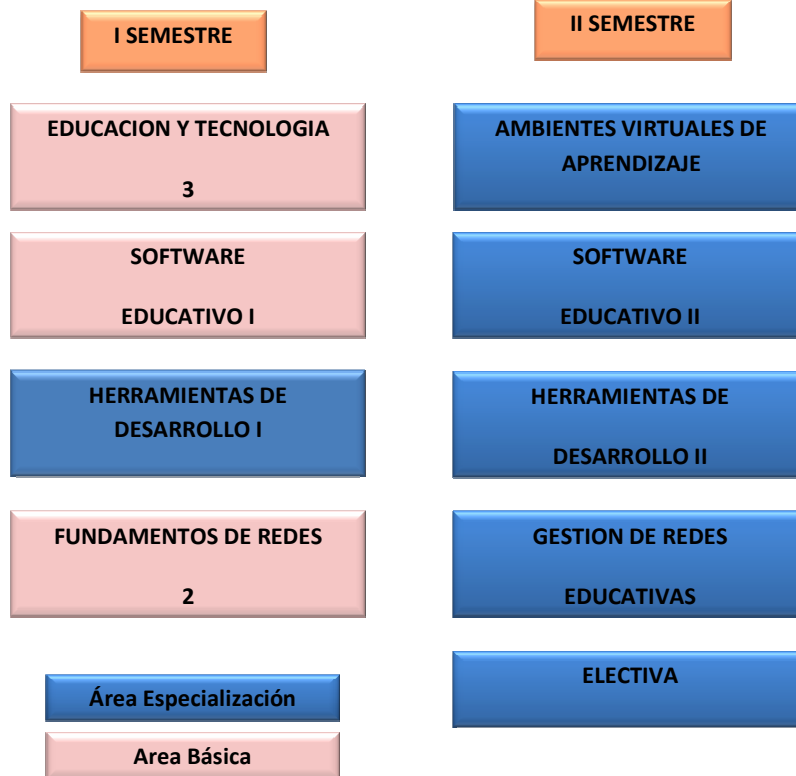 I SEMESTRE
EDUCACION Y TECNOLOGIA
3
SOFTWARE
EDUCATIVO I
HERRAMIENTAS DE
DESARROLLO I
FUNDAMENTOS DE REDES
2
Área Especialización
Area Básica
II SEMESTRE
AMBIENTES VIRTUALES DE
APRENDIZAJE
SOFTWARE
EDUCATIVO II
HERRAMIENTAS DE
DESARROLLO II
GESTION DE REDES
EDUCATIVAS
ELECTIVA